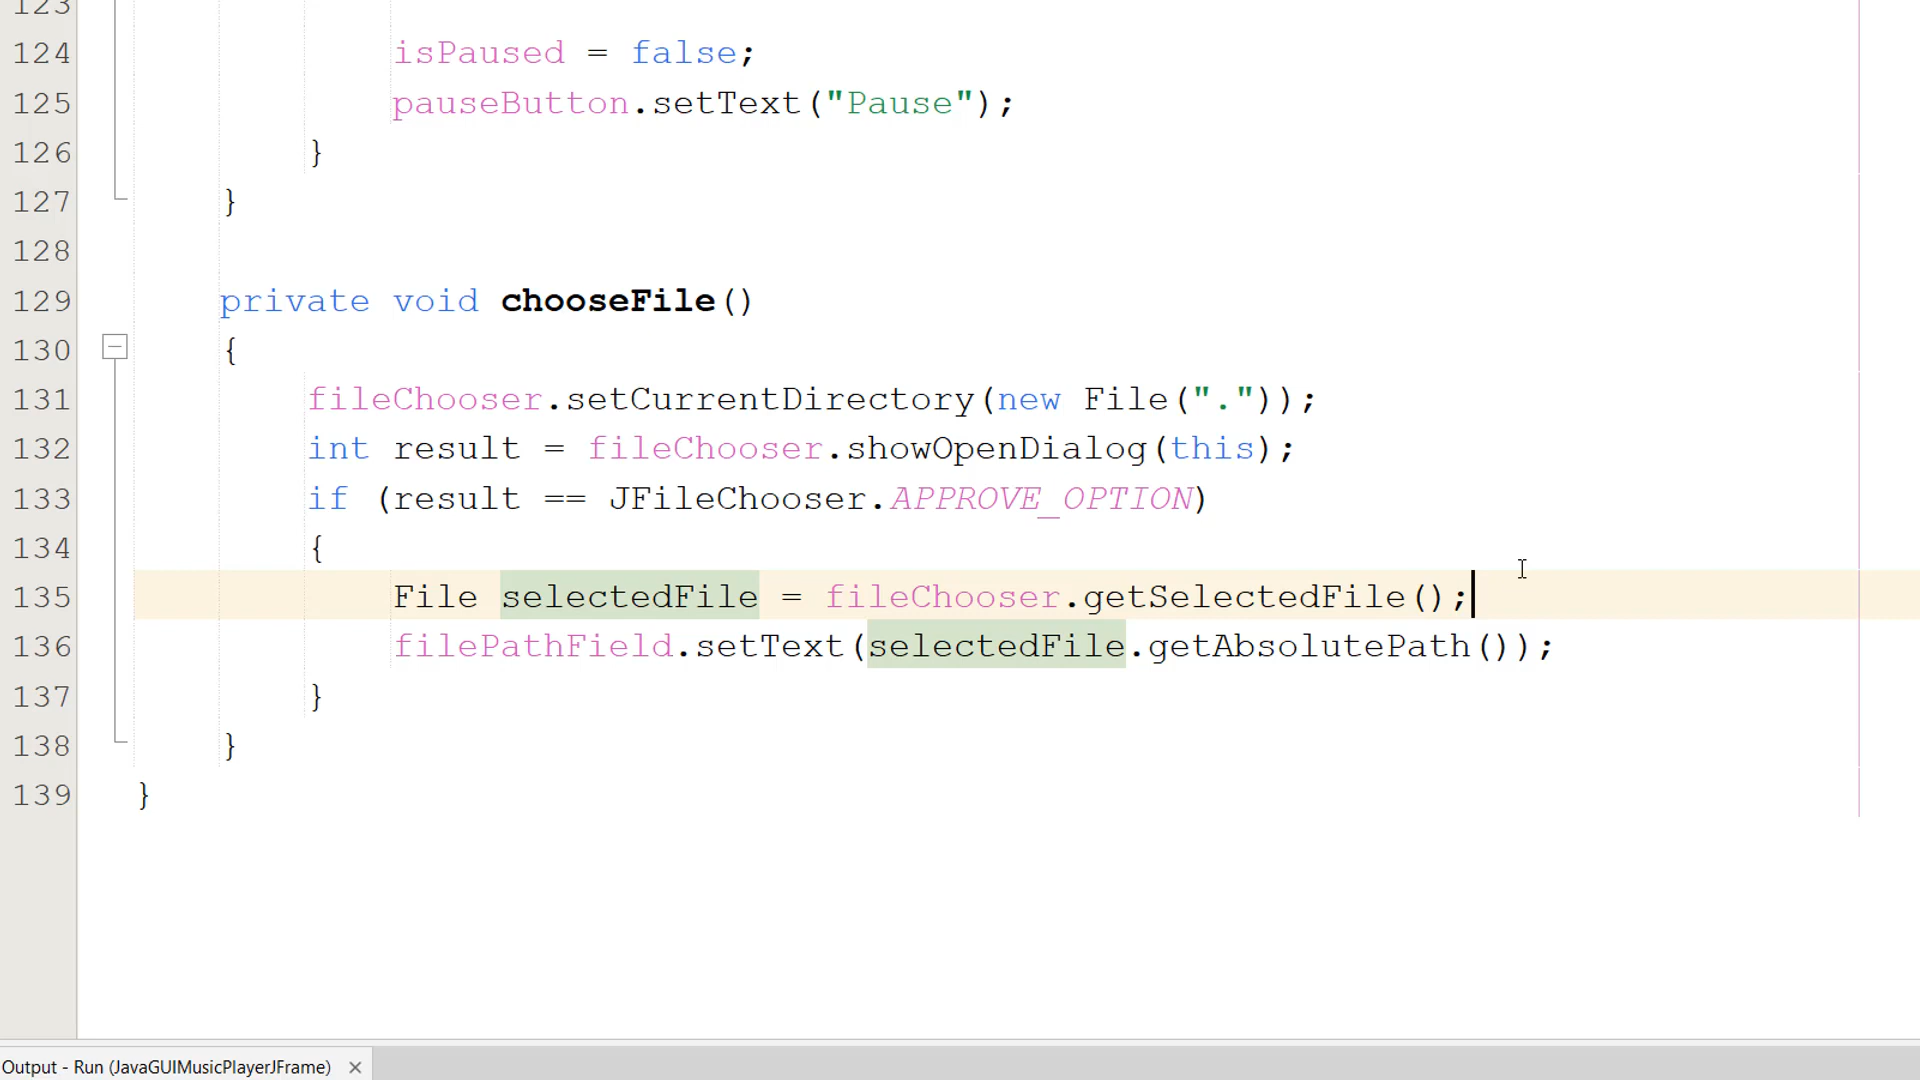 123
124 isPaused = false;
125 pauseButton.setText("Pause");
126 }
127 }
128
129 private void chooseFile()
130 {
131 fileChooser.setCurrentDirectory(new File("."));
132 int result = fileChooser.showOpenDialog(this);
133 if (result == JFileChooser.APPROVE_OPTION)
134 {
135 File selectedFile = fileChooser.getSelectedFile();
136 filePathField.setText(selectedFile.getAbsolutePath());
137 }
138 }
139 }
Output - Run (JavaGUIMusicPlayerJFrame) ×